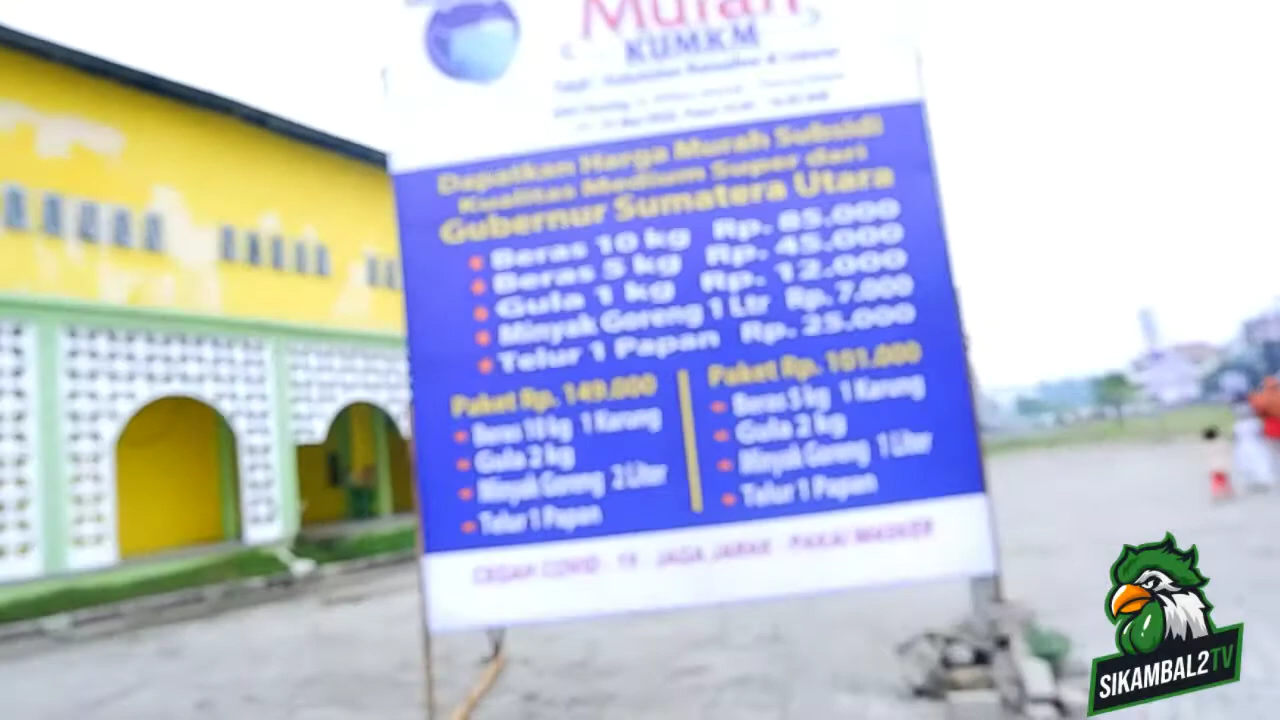 Murah
KUMKM
Dapatkan Harga Murah Subsidi
Kualitas Medium Super dari
Gubernur Sumatera Utara
Beras 10 kg Rp. 85.000
Beras 5 kg Rp. 45.000
Gula 1 kg Rp. 12.000
Minyak Goreng 1 Ltr Rp. 7.000
Telur 1 Papan Rp. 25.000
Paket Rp. 149.000
Beras 10 kg 1 Karung
Gula 2 kg
Minyak Goreng 2 Liter
Telur 1 Papan
Paket Rp. 101.000
Beras 5 kg 1 Karung
Gula 2 kg
Minyak Goreng 1 Liter
Telur 1 Papan
CEGAH COVID - 19 - JAGA JARAK - PAKAI MASKER
SIKAMBAL2TV